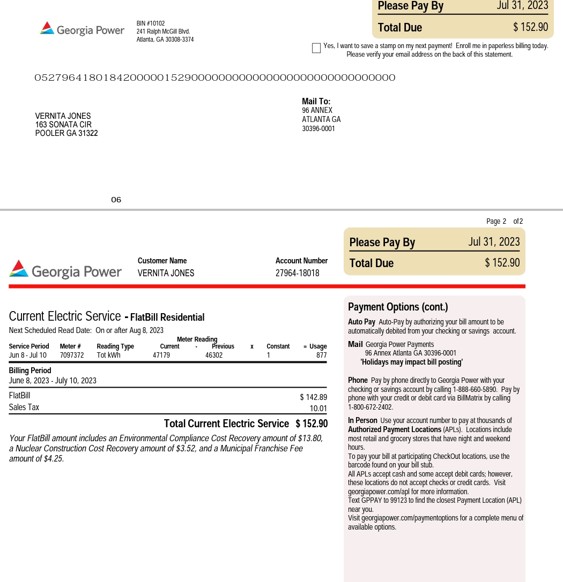 Please Pay By Jul 31, 2023
Total Due $ 152.90
Georgia Power
BIN #10102
241 Ralph McGill Blvd.
Atlanta, GA 30308-3374
Yes, I want to save a stamp on my next payment! Enroll me in paperless billing today.
Please verify your email address on the back of this statement.
Mail To:
96 ANNEX
ATLANTA GA
30396-0001
VERNITA JONES
163 SONATA CIR
POOLER GA 31322
06
Page 2 of2
Please Pay By Jul 31, 2023
Total Due $ 152.90
Georgia Power
Customer Name
VERNITA JONES
Account Number
27964-18018
Current Electric Service - FlatBill Residential
Next Scheduled Read Date: On or after Aug 8, 2023
Meter Reading
Service Period Meter # Reading Type Current - Previous x Constant = Usage
Jun 8 - Jul 10 7097372 Tot kWh 47179 46302 1 877
Billing Period
June 8, 2023 - July 10, 2023
FlatBill $ 142.89
Sales Tax 10.01
Total Current Electric Service $ 152.90
Your FlatBill amount includes an Environmental Compliance Cost Recovery amount of $13.80,
a Nuclear Construction Cost Recovery amount of $3.52, and a Municipal Franchise Fee
amount of $4.25.
Payment Options (cont.)
Auto Pay Auto-Pay by authorizing your bill amount to be
automatically debited from your checking or savings account.
Mail Georgia Power Payments
96 Annex Atlanta GA 30396-0001
'Holidays may impact bill posting'
Phone Pay by phone directly to Georgia Power with your
checking or savings account by calling 1-888-660-5890. Pay by
phone with your credit or debit card via BillMatrix by calling
1-800-672-2402.
In Person Use your account number to pay at thousands of
Authorized Payment Locations (APLs). Locations include
most retail and grocery stores that have night and weekend
hours.
To pay your bill at participating CheckOut locations, use the
barcode found on your bill stub.
All APLs accept cash and some accept debit cards; however,
these locations do not accept checks or credit cards. Visit
georgiapower.com/apl for more information.
Text GPPAY to 99123 to find the closest Payment Location (APL)
near you.
Visit georgiapower.com/paymentoptions for a complete menu of
available options.